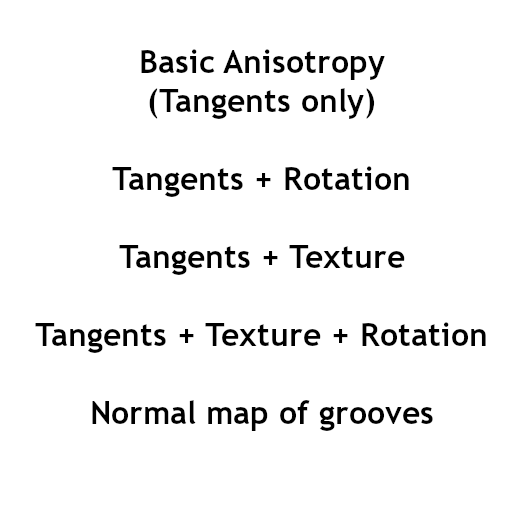 Basic Anisotropy
(Tangents only)
Tangents + Rotation
Tangents + Texture
Tangents + Texture + Rotation
Normal map of grooves